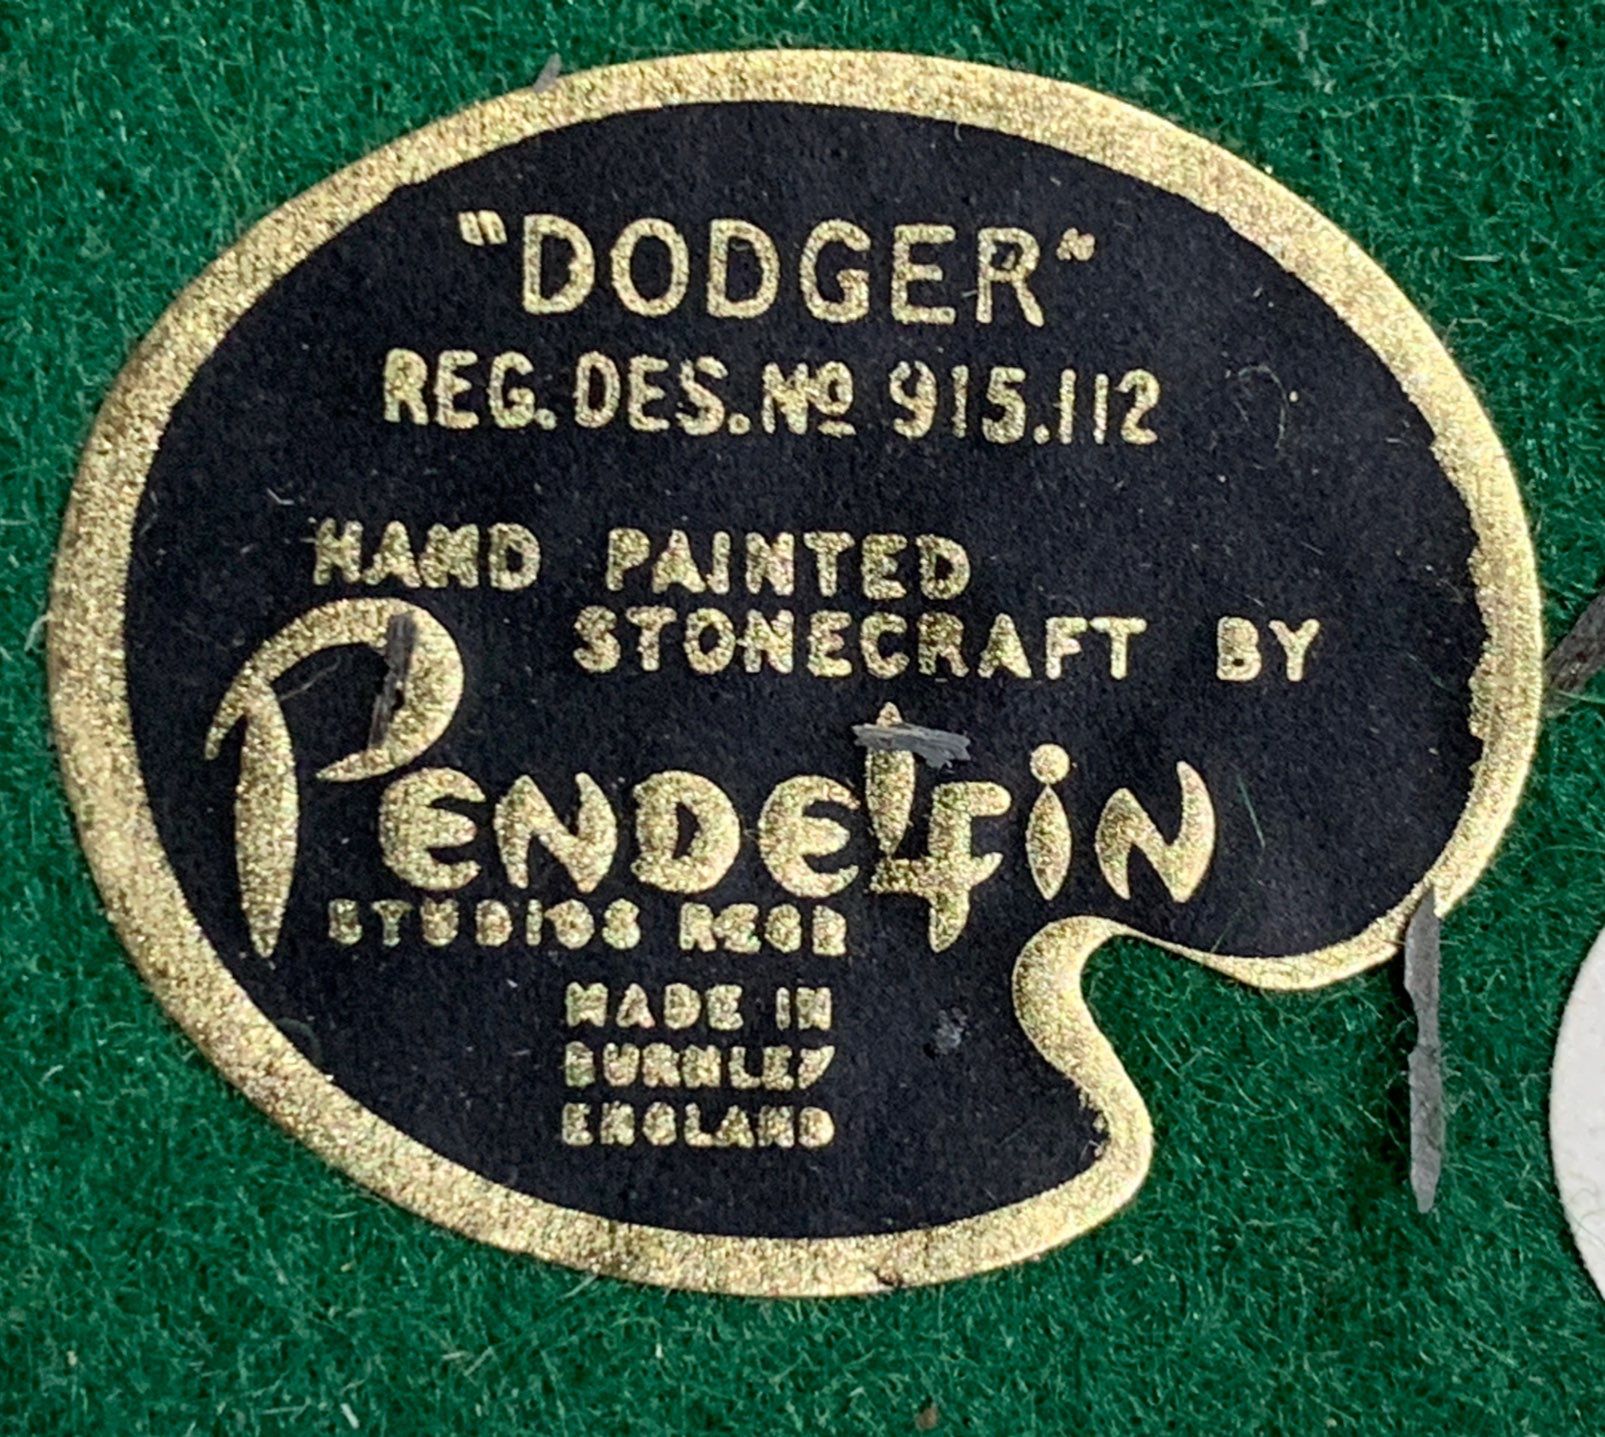 "DODGER"
REG. DES. Nº 915.112
HAND PAINTED
STONECRAFT BY
PENDELFIN
STUDIOS REGD
MADE IN
BURNLEY
ENGLAND